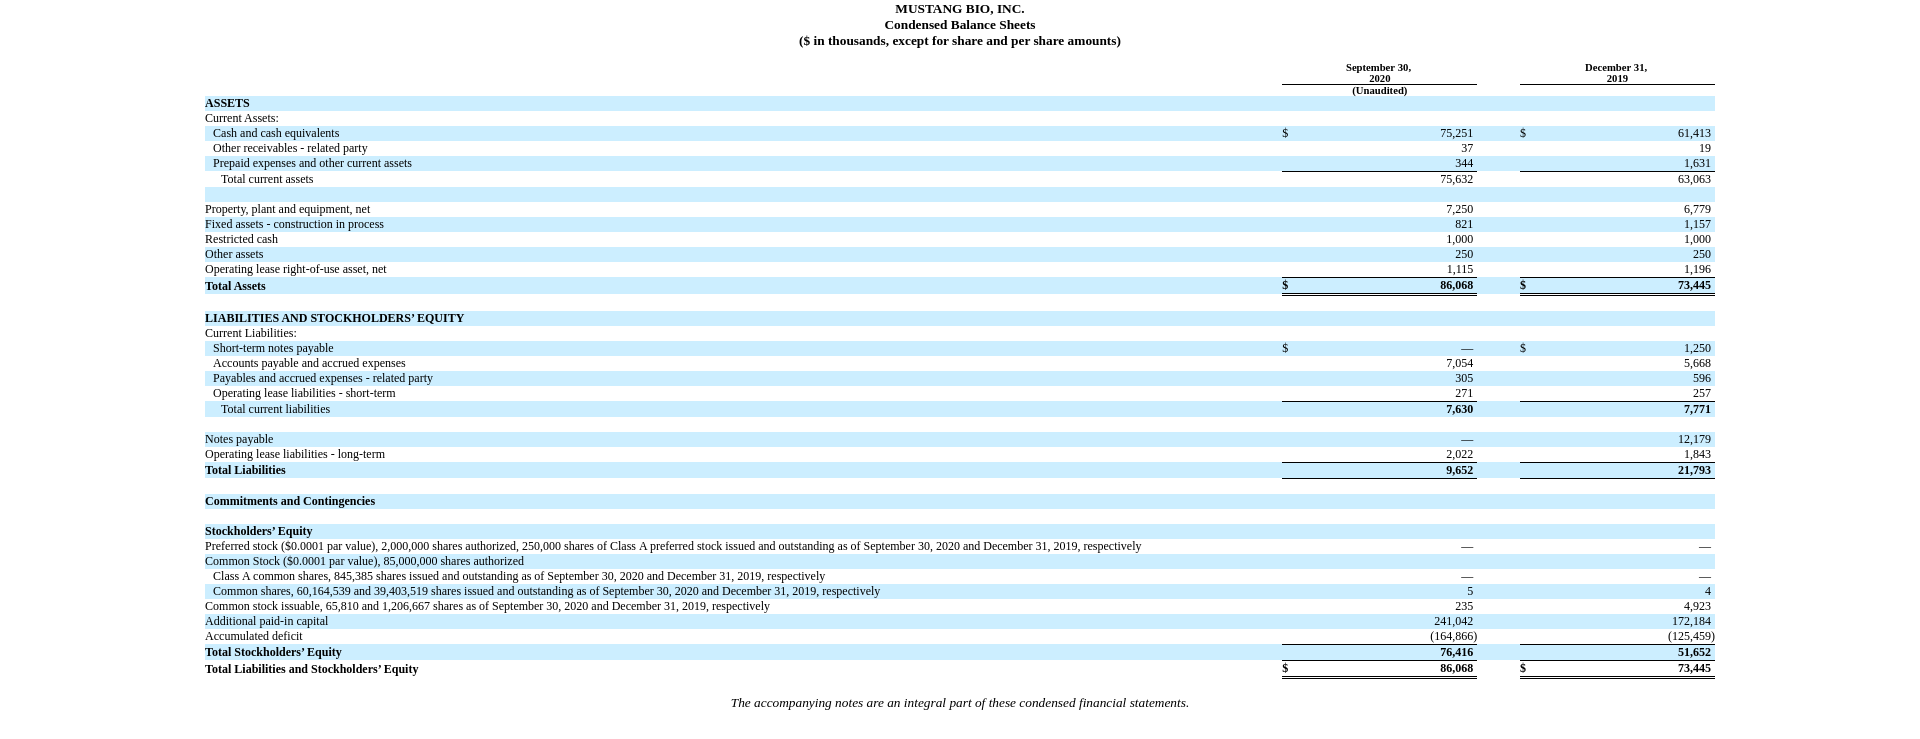 MUSTANG BIO, INC.
Condensed Balance Sheets
($ in thousands, except for share and per share amounts)
September 30, December 31,
2020 2019
(Unaudited)
ASSETS
Current Assets:
Cash and cash equivalents $ 75,251 $ 61,413
Other receivables - related party 37 19
Prepaid expenses and other current assets 344 1,631
Total current assets 75,632 63,063
Property, plant and equipment, net 7,250 6,779
Fixed assets - construction in process 821 1,157
Restricted cash 1,000 1,000
Other assets 250 250
Operating lease right-of-use asset, net 1,115 1,196
Total Assets $ 86,068 $ 73,445
LIABILITIES AND STOCKHOLDERS’ EQUITY
Current Liabilities:
Short-term notes payable $ — $ 1,250
Accounts payable and accrued expenses 7,054 5,668
Payables and accrued expenses - related party 305 596
Operating lease liabilities - short-term 271 257
Total current liabilities 7,630 7,771
Notes payable — 12,179
Operating lease liabilities - long-term 2,022 1,843
Total Liabilities 9,652 21,793
Commitments and Contingencies
Stockholders’ Equity
Preferred stock ($0.0001 par value), 2,000,000 shares authorized, 250,000 shares of Class A preferred stock issued and outstanding as of September 30, 2020 and December 31, 2019, respectively — —
Common Stock ($0.0001 par value), 85,000,000 shares authorized
Class A common shares, 845,385 shares issued and outstanding as of September 30, 2020 and December 31, 2019, respectively — —
Common shares, 60,164,539 and 39,403,519 shares issued and outstanding as of September 30, 2020 and December 31, 2019, respectively 5 4
Common stock issuable, 65,810 and 1,206,667 shares as of September 30, 2020 and December 31, 2019, respectively 235 4,923
Additional paid-in capital 241,042 172,184
Accumulated deficit (164,866) (125,459)
Total Stockholders’ Equity 76,416 51,652
Total Liabilities and Stockholders’ Equity $ 86,068 $ 73,445
The accompanying notes are an integral part of these condensed financial statements.